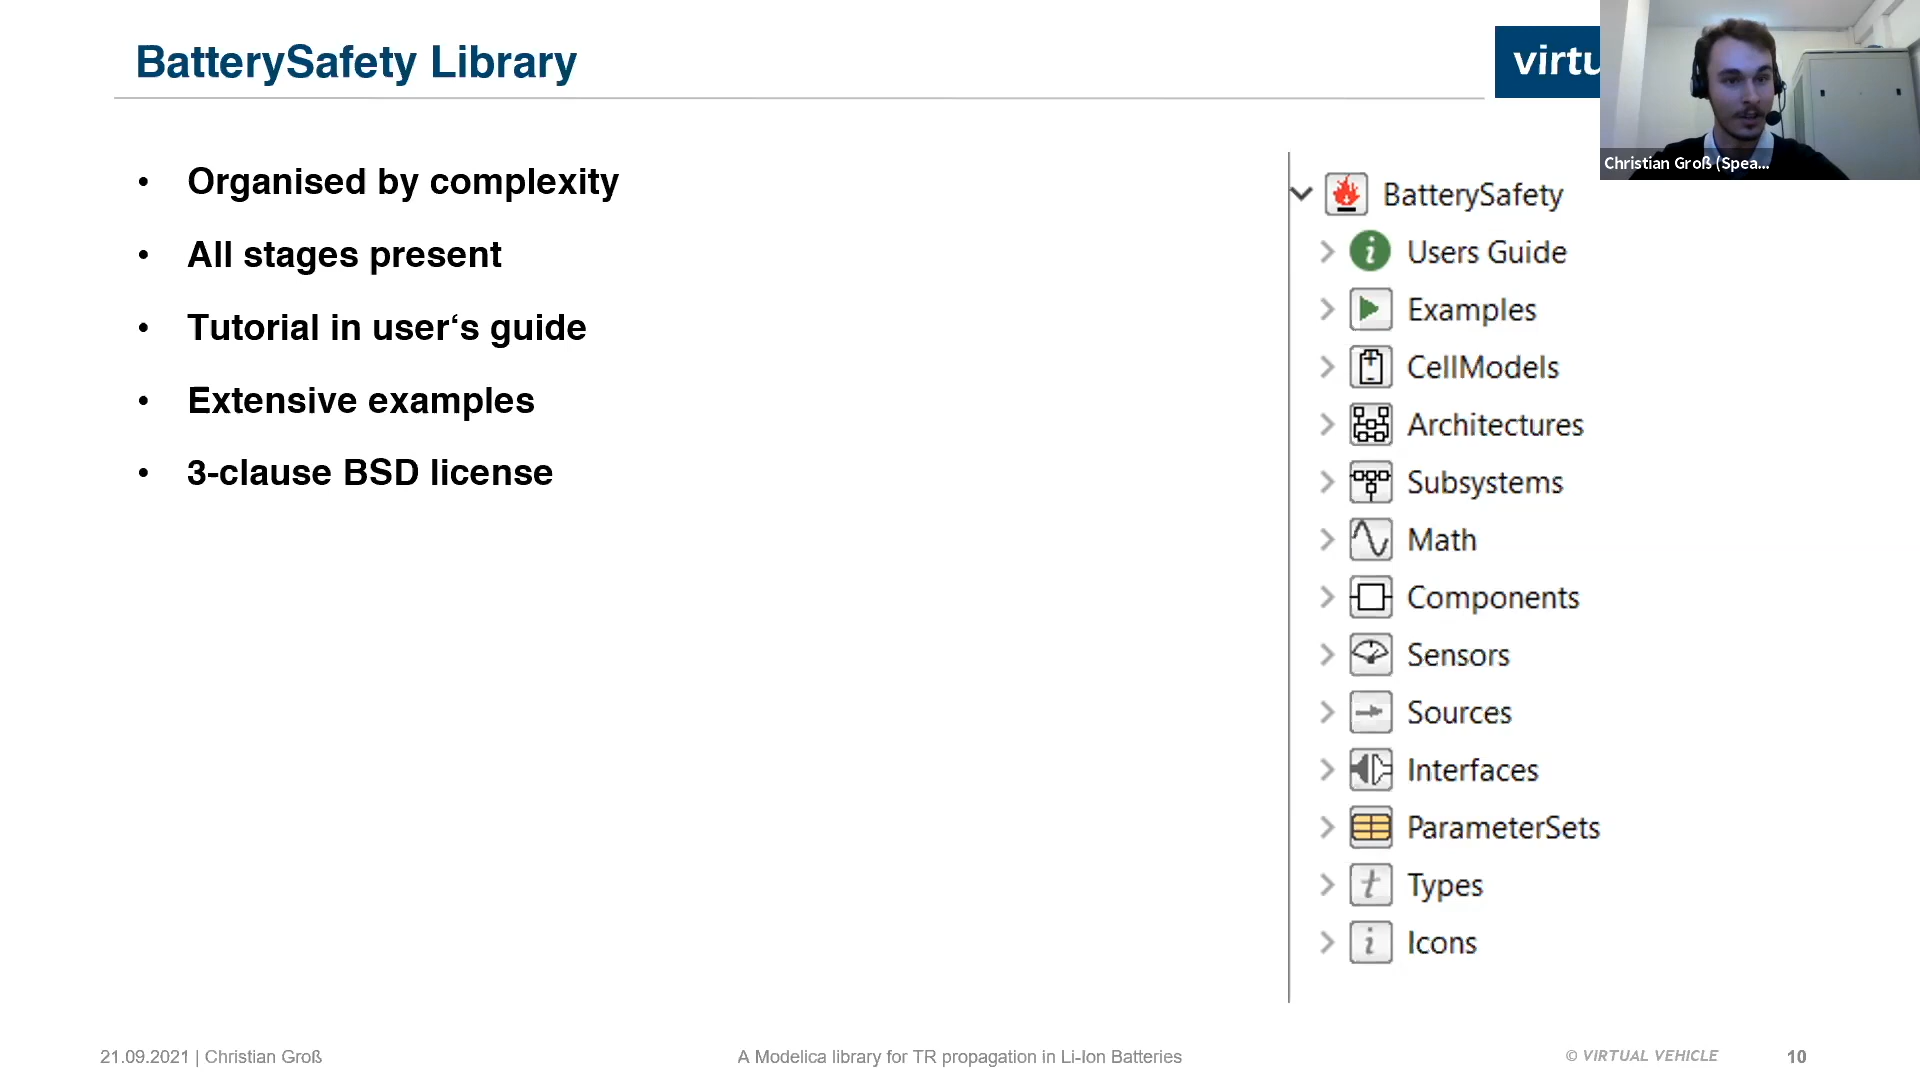 BatterySafety Library
virtu
Christian Groß (Spea...
• Organised by complexity
• All stages present
• Tutorial in user‘s guide
• Extensive examples
• 3-clause BSD license
BatterySafety
Users Guide
Examples
CellModels
Architectures
Subsystems
Math
Components
Sensors
Sources
Interfaces
ParameterSets
Types
Icons
21.09.2021 | Christian Groß
A Modelica library for TR propagation in Li-Ion Batteries
© VIRTUAL VEHICLE
10